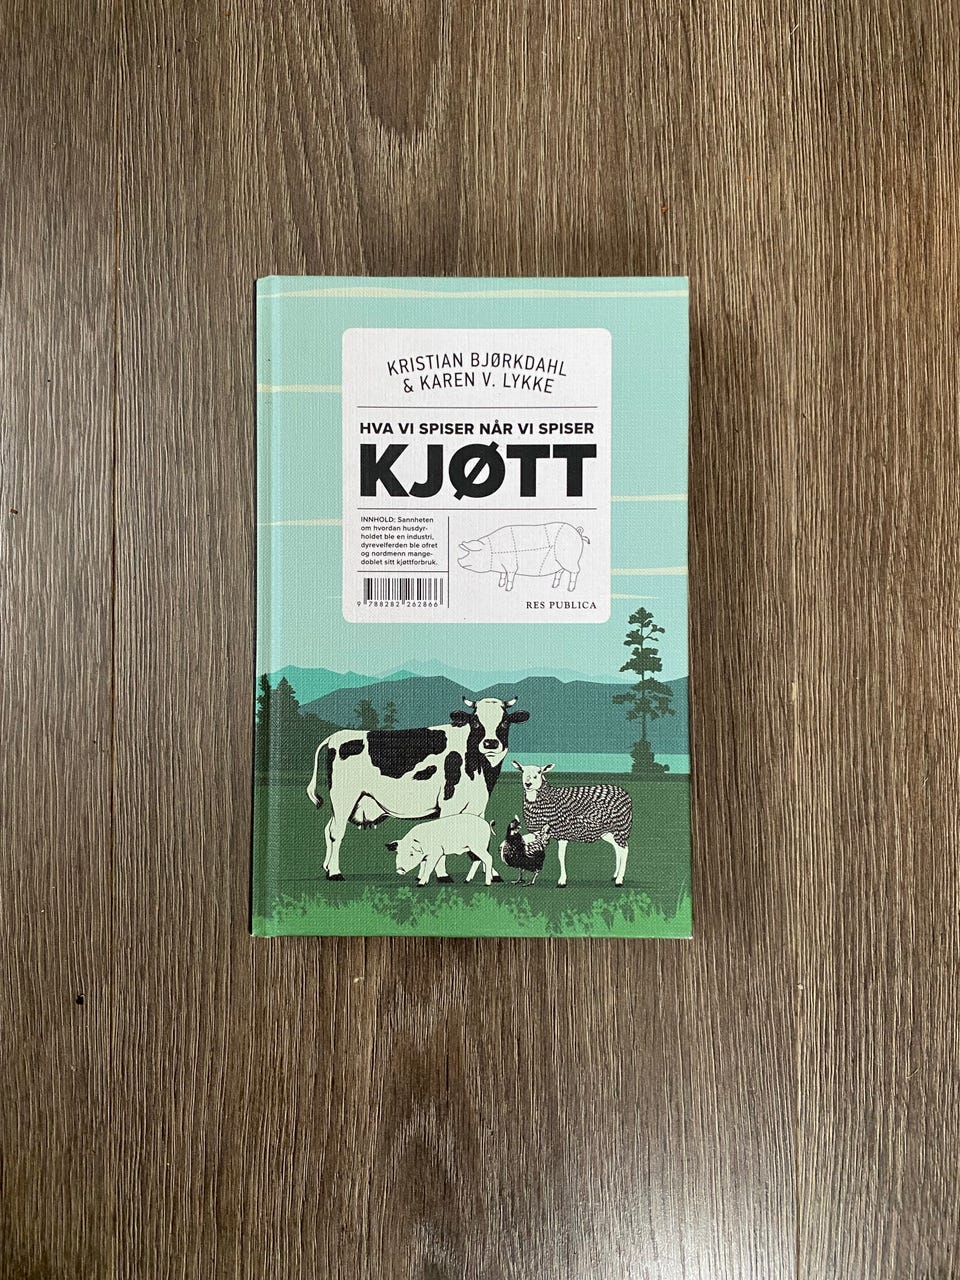 KRISTIAN BJØRKDAHL
& KAREN V. LYKKE
HVA VI SPISER NÅR VI SPISER
KJØTT
INNHOLD: Sannheten
om hvordan husdyr-
holdet ble en industri,
dyrevelferden ble ofret
og nordmenn mange-
doblet sitt kjøttforbruk.
9 788282 262866
RES PUBLICA